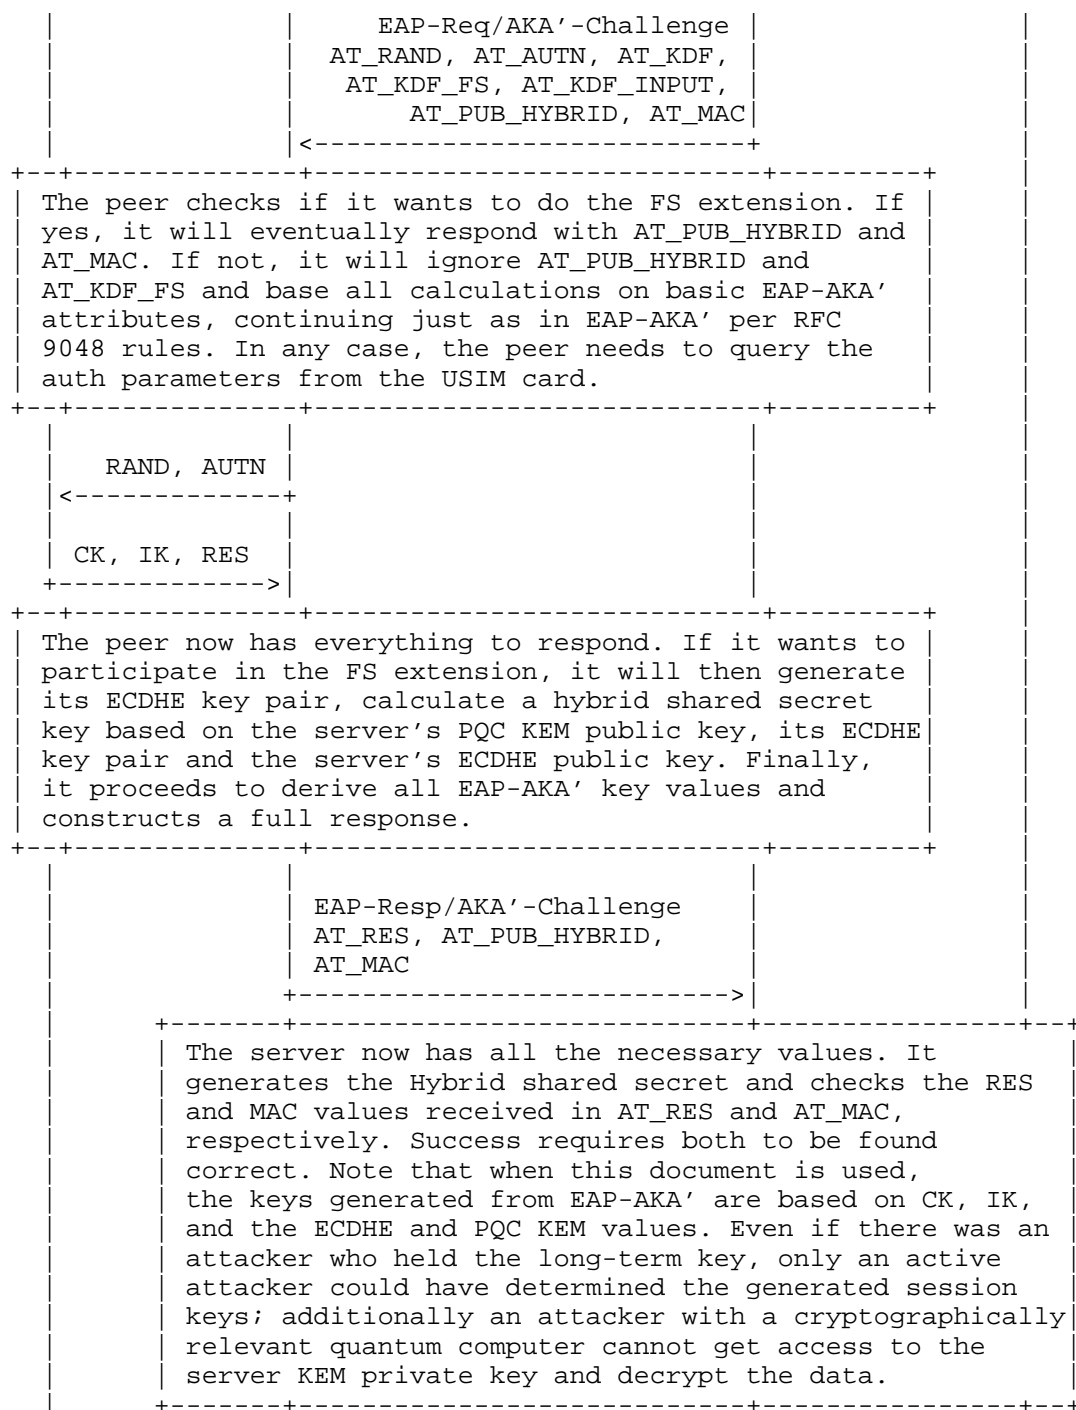 EAP-Req/AKA'-Challenge
AT_RAND, AT_AUTN, AT_KDF,
AT_KDF_FS, AT_KDF_INPUT,
AT_PUB_HYBRID, AT_MAC
The peer checks if it wants to do the FS extension. If
yes, it will eventually respond with AT_PUB_HYBRID and
AT_MAC. If not, it will ignore AT_PUB_HYBRID and
AT_KDF_FS and base all calculations on basic EAP-AKA'
attributes, continuing just as in EAP-AKA' per RFC
9048 rules. In any case, the peer needs to query the
auth parameters from the USIM card.
RAND, AUTN
CK, IK, RES
The peer now has everything to respond. If it wants to
participate in the FS extension, it will then generate
its ECDHE key pair, calculate a hybrid shared secret
key based on the server's PQC KEM public key, its ECDHE
key pair and the server's ECDHE public key. Finally,
it proceeds to derive all EAP-AKA' key values and
constructs a full response.
EAP-Resp/AKA'-Challenge
AT_RES, AT_PUB_HYBRID,
AT_MAC
The server now has all the necessary values. It
generates the Hybrid shared secret and checks the RES
and MAC values received in AT_RES and AT_MAC,
respectively. Success requires both to be found
correct. Note that when this document is used,
the keys generated from EAP-AKA' are based on CK, IK,
and the ECDHE and PQC KEM values. Even if there was an
attacker who held the long-term key, only an active
attacker could have determined the generated session
keys; additionally an attacker with a cryptographically
relevant quantum computer cannot get access to the
server KEM private key and decrypt the data.